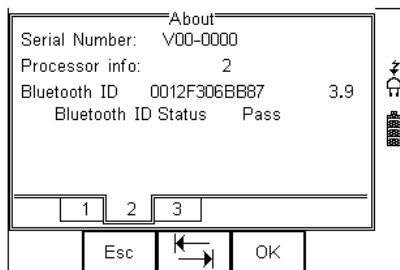 About
Serial Number: V00-0000
Processor info: 2
Bluetooth ID 0012F306BB87 3.9
Bluetooth ID Status Pass
1 2 3
Esc OK